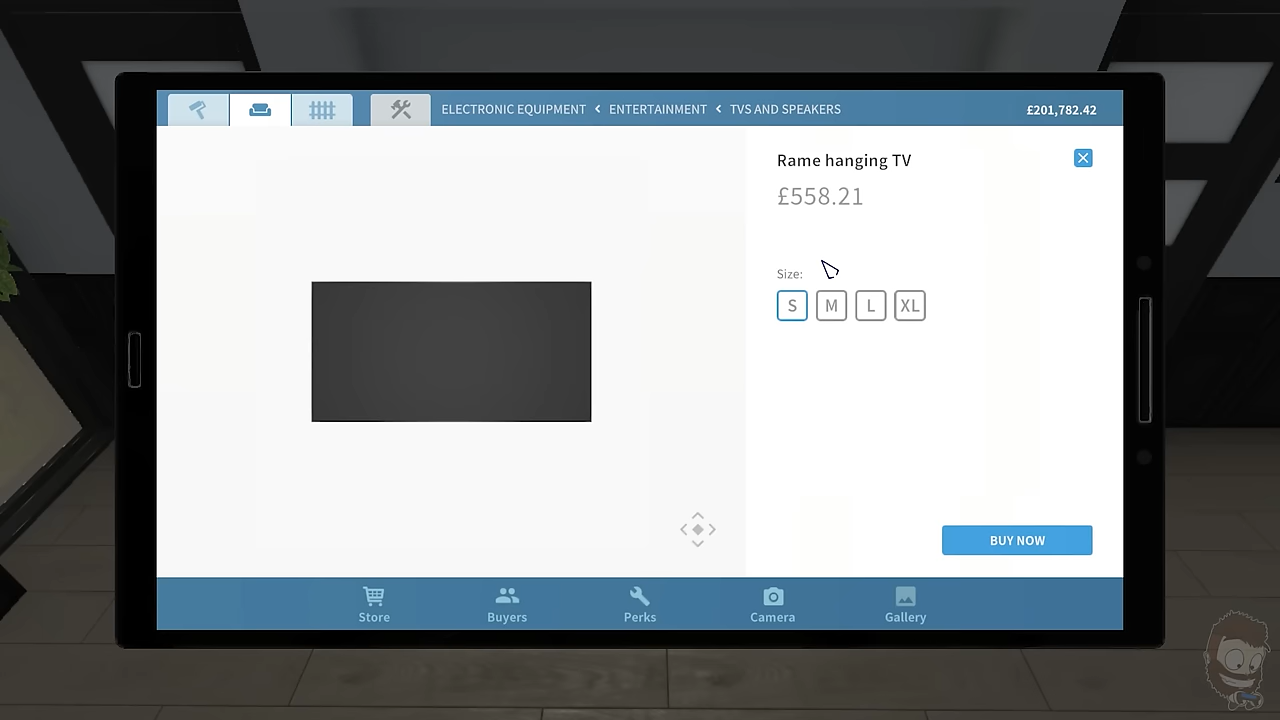 ELECTRONIC EQUIPMENT < ENTERTAINMENT < TVS AND SPEAKERS
£201,782.42
Rame hanging TV
£558.21
Size:
S M L XL
BUY NOW
Store Buyers Perks Camera Gallery